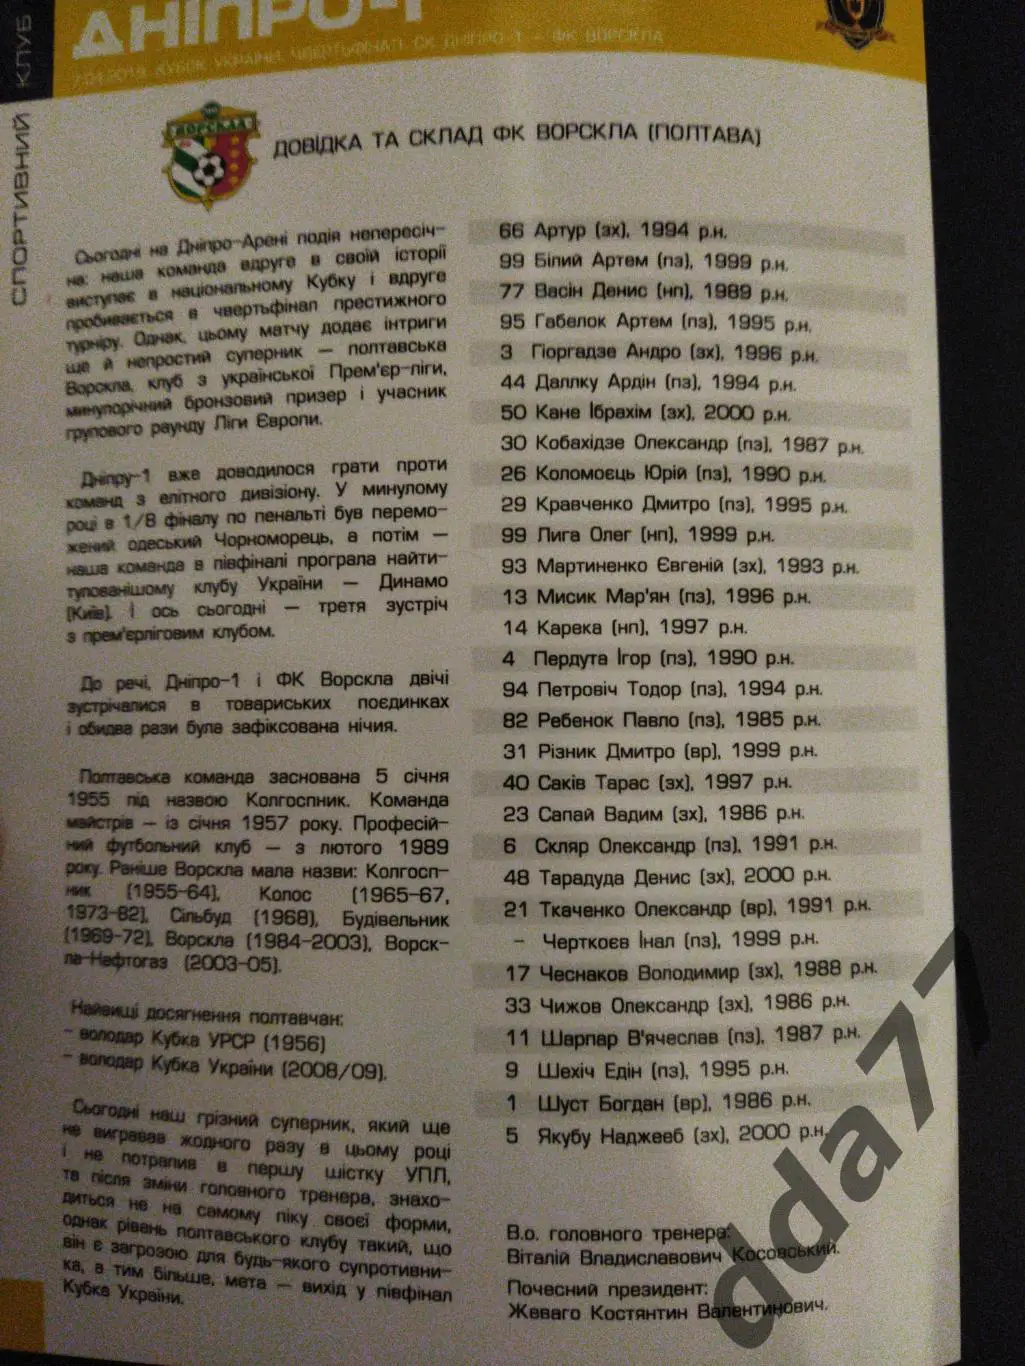 СПОРТИВНИЙ КЛУБ
ДНІПРО-1
7.04.2019. КУБОК УКРАЇНИ. ЧВЕРТЬФІНАЛ. СК ДНІПРО-1 - ФК ВОРСКЛА
ВОРСКЛА
ДОВІДКА ТА СКЛАД ФК ВОРСКЛА (ПОЛТАВА)
Сьогодні на Дніпро-Арені подія непересіч-
на: наша команда вдруге в своїй історії
виступає в національному Кубку і вдруге
пробивається в чвертьфінал престижного
турніру. Однак, цьому матчу додає інтриги
ще й непростий суперник – полтавська
Ворскла, клуб з української Прем'єр-ліги,
минулорічний бронзовий призер і учасник
групового раунду Ліги Європи.
Дніпру-1 вже доводилося грати проти
команд з елітного дивізіону. У минулому
році в 1/8 фіналу по пенальті був перемо-
жений одеський Чорноморець, а потім –
наша команда в півфіналі програла найти-
тулованішому клубу України – Динамо
(Київ). І ось сьогодні – третя зустріч
з прем'єрліговим клубом.
До речі, Дніпро-1 і ФК Ворскла двічі
зустрічалися в товариських поєдинках
і обидва рази була зафіксована нічия.
Полтавська команда заснована 5 січня
1955 під назвою Колгоспник. Команда
майстрів – із січня 1957 року. Професій-
ний футбольний клуб – з лютого 1989
року. Раніше Ворскла мала назви: Колгосп-
ник (1955-64), Колос (1965-67,
1973-82), Сільбуд (1968), Будівельник
(1969-72), Ворскла (1984-2003), Ворск-
ла-Нафтогаз (2003-05).
Найвищі досягнення полтавчан:
- володар Кубка УРСР (1956)
- володар Кубка України (2008/09).
Сьогодні наш грізний суперник, який ще
не вигравав жодного разу в цьому році
і не потрапив в першу шістку УПЛ,
та після зміни головного тренера, знахо-
диться не на самому піку своєї форми,
однак рівень полтавського клубу такий, що
він є загрозою для будь-якого супротивни-
ка, а тим більше, мета – вихід у півфінал
Кубка України.
66 Артур (зх), 1994 р.н.
99 Білий Артем (пз), 1999 р.н.
77 Васін Денис (нп), 1989 р.н.
95 Габелок Артем (пз), 1995 р.н.
3 Гіоргадзе Андро (зх), 1996 р.н.
44 Даллку Ардін (пз), 1994 р.н.
50 Кане Ібрахім (зх), 2000 р.н.
30 Кобахідзе Олександр (пз), 1987 р.н.
26 Коломоєць Юрій (пз), 1990 р.н.
29 Кравченко Дмитро (пз), 1995 р.н.
99 Лига Олег (нп), 1999 р.н.
93 Мартиненко Євгеній (зх), 1993 р.н.
13 Мисик Мар'ян (пз), 1996 р.н.
14 Карека (нп), 1997 р.н.
4 Пердута Ігор (пз), 1990 р.н.
94 Петровіч Тодор (пз), 1994 р.н.
82 Ребенок Павло (пз), 1985 р.н.
31 Різник Дмитро (вр), 1999 р.н.
40 Саків Тарас (зх), 1997 р.н.
23 Сапай Вадим (зх), 1986 р.н.
6 Скляр Олександр (пз), 1991 р.н.
48 Тарадуда Денис (зх), 2000 р.н.
21 Ткаченко Олександр (вр), 1991 р.н.
- Черткоєв Інал (пз), 1999 р.н.
17 Чеснаков Володимир (зх), 1988 р.н.
33 Чижов Олександр (зх), 1986 р.н.
11 Шарпар В'ячеслав (пз), 1987 р.н.
9 Шехіч Едін (пз), 1995 р.н.
1 Шуст Богдан (вр), 1986 р.н.
5 Якубу Наджееб (зх), 2000 р.н.
В.о. головного тренера:
Віталій Владиславович Косовський.
Почесний президент:
Жеваго Костянтин Валентинович.
dda77